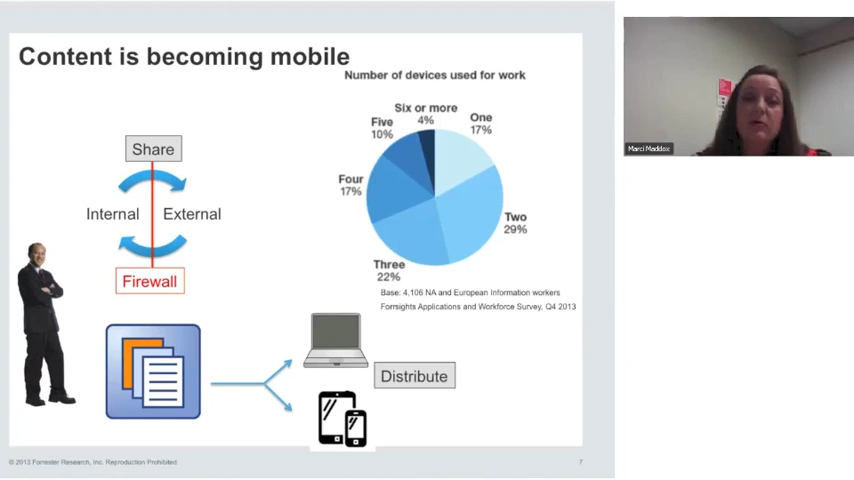 Content is becoming mobile
Number of devices used for work
Six or more
4%
One
17%
Five
10%
Four
17%
Two
29%
Three
22%
Share
Internal
External
Firewall
Base: 4,106 NA and European Information workers
Forrsights Applications and Workforce Survey, Q4 2013
Distribute
© 2013 Forrester Research, Inc. Reproduction Prohibited
7
Marci Maddox